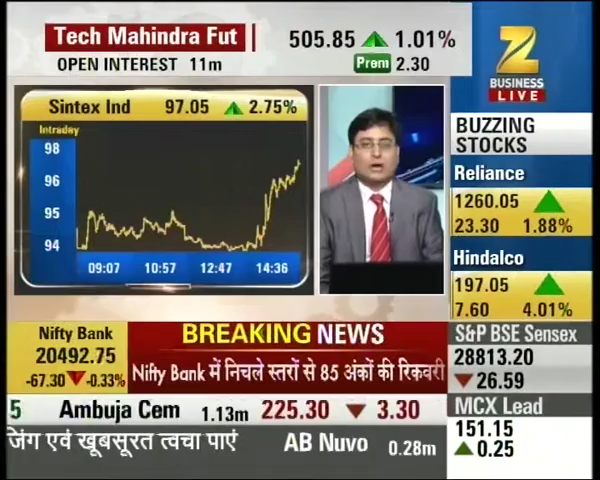 Tech Mahindra Fut 505.85 1.01%
OPEN INTEREST 11m Prem 2.30
Z
BUSINESS
LIVE
Sintex Ind 97.05 2.75%
Intraday
98
96
95
94
09:07 10:57 12:47 14:36
BUZZING
STOCKS
Reliance
1260.05
23.30 1.88%
Hindalco
197.05
7.60 4.01%
Nifty Bank
20492.75
-67.30 -0.33%
BREAKING NEWS
Nifty Bank में निचले स्तरों से 85 अंकों की रिकवरी
S&P BSE Sensex
28813.20
26.59
MCX Lead
151.15
0.25
5 Ambuja Cem 1.13m 225.30 3.30
जिंग एवं खूबसूरत त्वचा पाएं AB Nuvo 0.28m